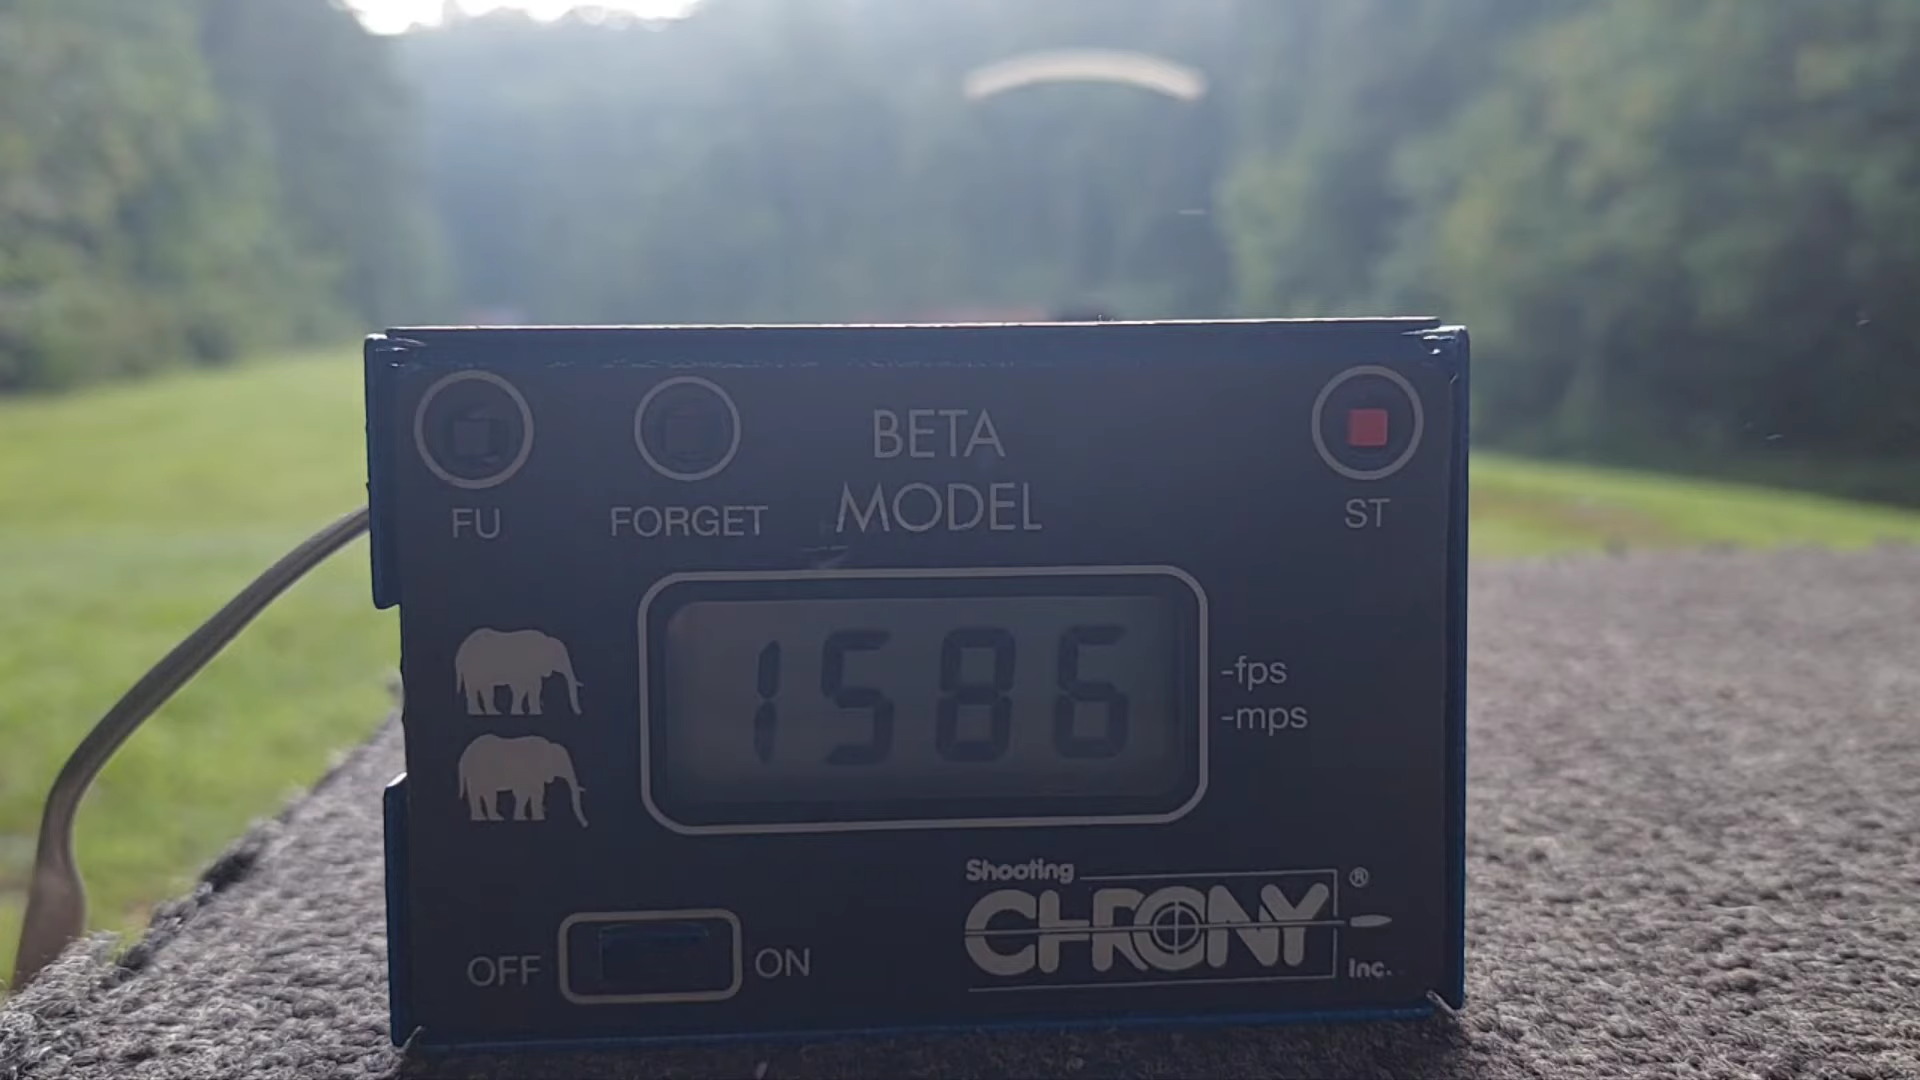 BETA
MODEL
FU
FORGET
ST
1586
-fps
-mps
Shooting
CHRONY®
Inc.
OFF
ON